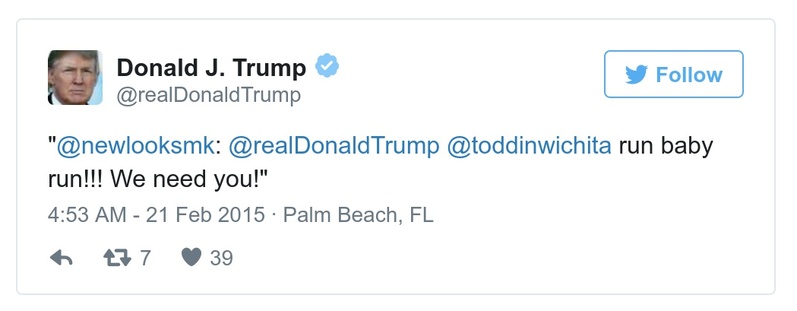 Donald J. Trump
@realDonaldTrump
Follow
"@newlooksmk: @realDonaldTrump @toddinwichita run baby
run!!! We need you!"
4:53 AM - 21 Feb 2015 · Palm Beach, FL
7 39